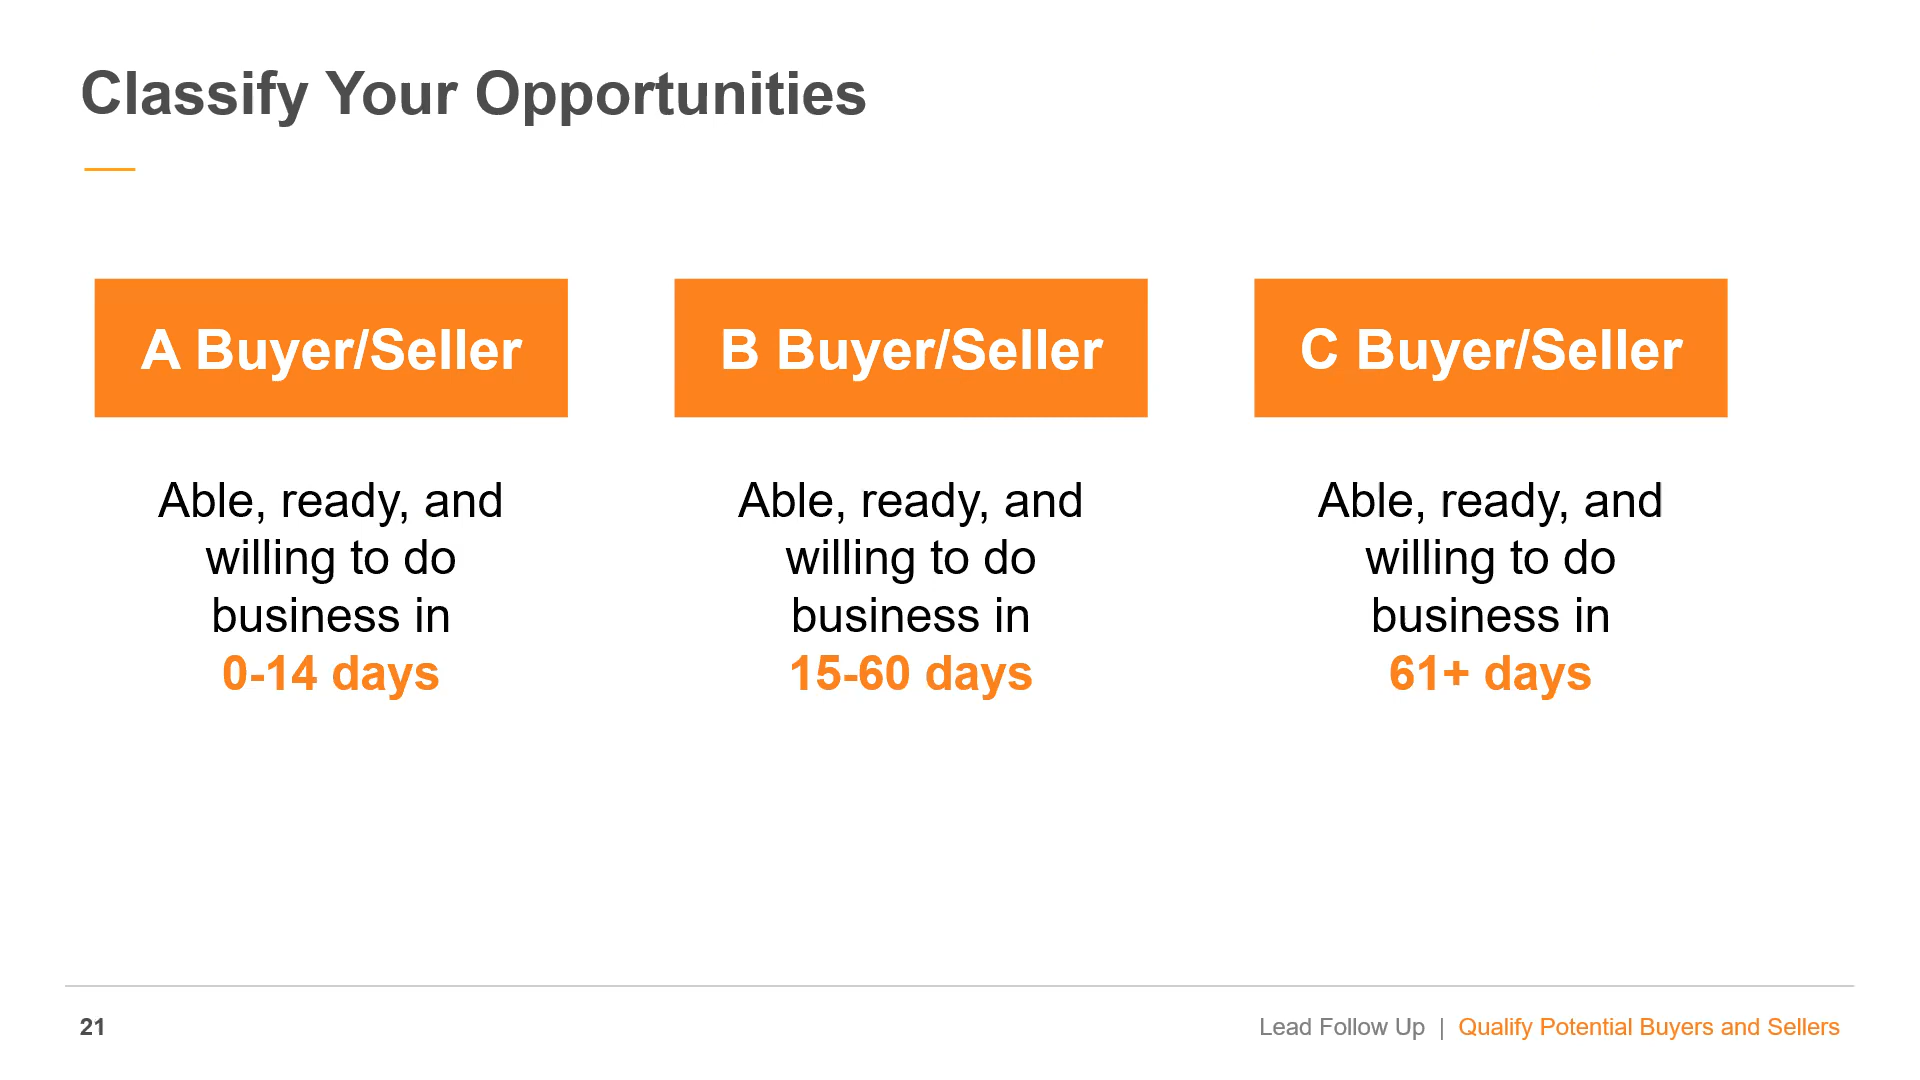 Classify Your Opportunities
A Buyer/Seller
Able, ready, and
willing to do
business in
0-14 days
B Buyer/Seller
Able, ready, and
willing to do
business in
15-60 days
C Buyer/Seller
Able, ready, and
willing to do
business in
61+ days
21
Lead Follow Up | Qualify Potential Buyers and Sellers